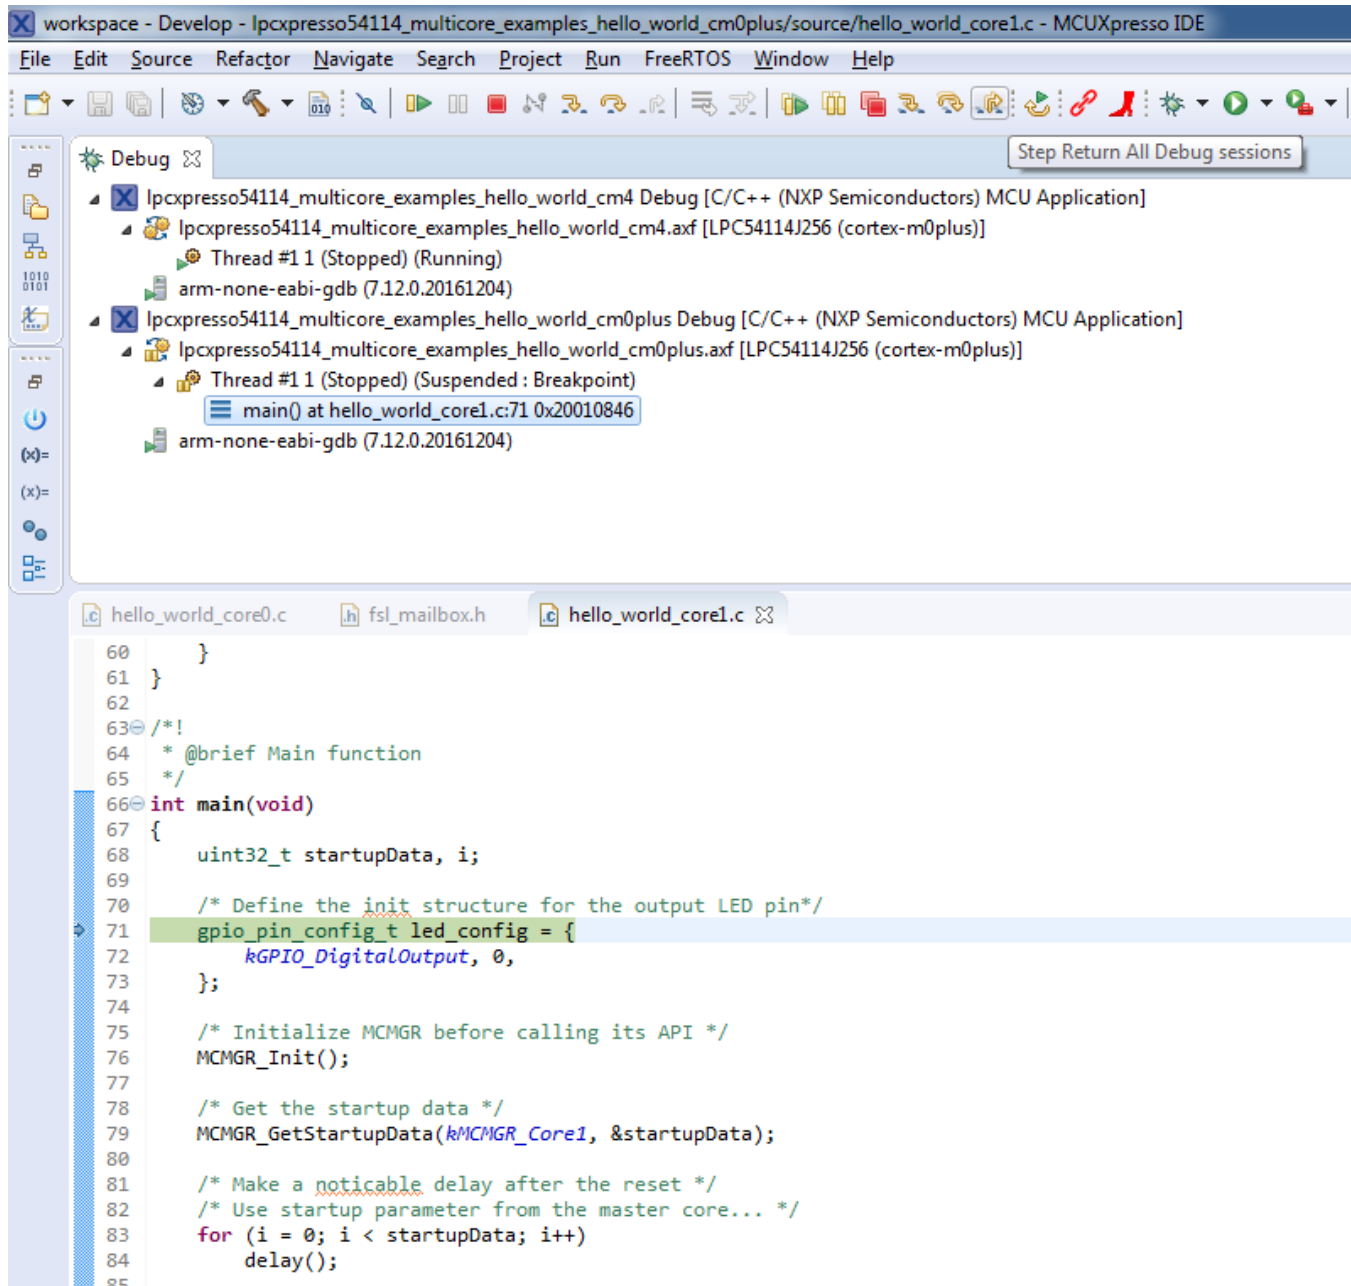 workspace - Develop - lpcxpresso54114_multicore_examples_hello_world_cm0plus/source/hello_world_core1.c - MCUXpresso IDE
File Edit Source Refactor Navigate Search Project Run FreeRTOS Window Help
010
Step Return All Debug sessions
Debug
lpcxpresso54114_multicore_examples_hello_world_cm4 Debug [C/C++ (NXP Semiconductors) MCU Application]
lpcxpresso54114_multicore_examples_hello_world_cm4.axf [LPC54114J256 (cortex-m0plus)]
Thread #1 1 (Stopped) (Running)
1010
0101
arm-none-eabi-gdb (7.12.0.20161204)
lpcxpresso54114_multicore_examples_hello_world_cm0plus Debug [C/C++ (NXP Semiconductors) MCU Application]
lpcxpresso54114_multicore_examples_hello_world_cm0plus.axf [LPC54114J256 (cortex-m0plus)]
Thread #1 1 (Stopped) (Suspended : Breakpoint)
main() at hello_world_core1.c:71 0x20010846
arm-none-eabi-gdb (7.12.0.20161204)
(x)=
(x)=
.c hello_world_core0.c .h fsl_mailbox.h .c hello_world_core1.c
60 }
61 }
62
63 /*!
64 * @brief Main function
65 */
66 int main(void)
67 {
68 uint32_t startupData, i;
69
70 /* Define the init structure for the output LED pin*/
71 gpio_pin_config_t led_config = {
72 kGPIO_DigitalOutput, 0,
73 };
74
75 /* Initialize MCMGR before calling its API */
76 MCMGR_Init();
77
78 /* Get the startup data */
79 MCMGR_GetStartupData(kMCMGR_Core1, &startupData);
80
81 /* Make a noticable delay after the reset */
82 /* Use startup parameter from the master core... */
83 for (i = 0; i < startupData; i++)
84 delay();
85